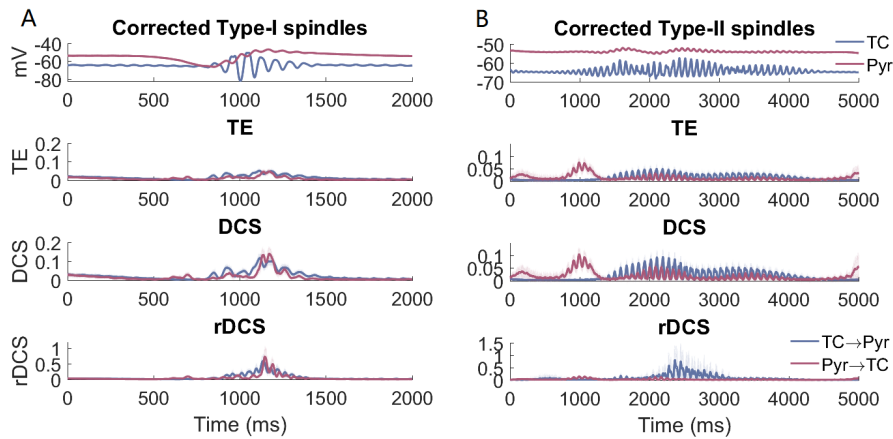 A
Corrected Type-I spindles
mV
-40
-60
-80
0 500 1000 1500 2000
TE
TE
0.2
0.1
0
0 500 1000 1500 2000
DCS
DCS
0.2
0.1
0
0 500 1000 1500 2000
rDCS
rDCS
1
0.5
0
0 500 1000 1500 2000
Time (ms)
B
Corrected Type-II spindles
-50
-60
-70
TC
Pyr
0 1000 2000 3000 4000 5000
TE
0.1
0.05
0
0 1000 2000 3000 4000 5000
DCS
0.1
0.05
0
0 1000 2000 3000 4000 5000
rDCS
1.5
1
0.5
0
TC→Pyr
Pyr→TC
0 1000 2000 3000 4000 5000
Time (ms)